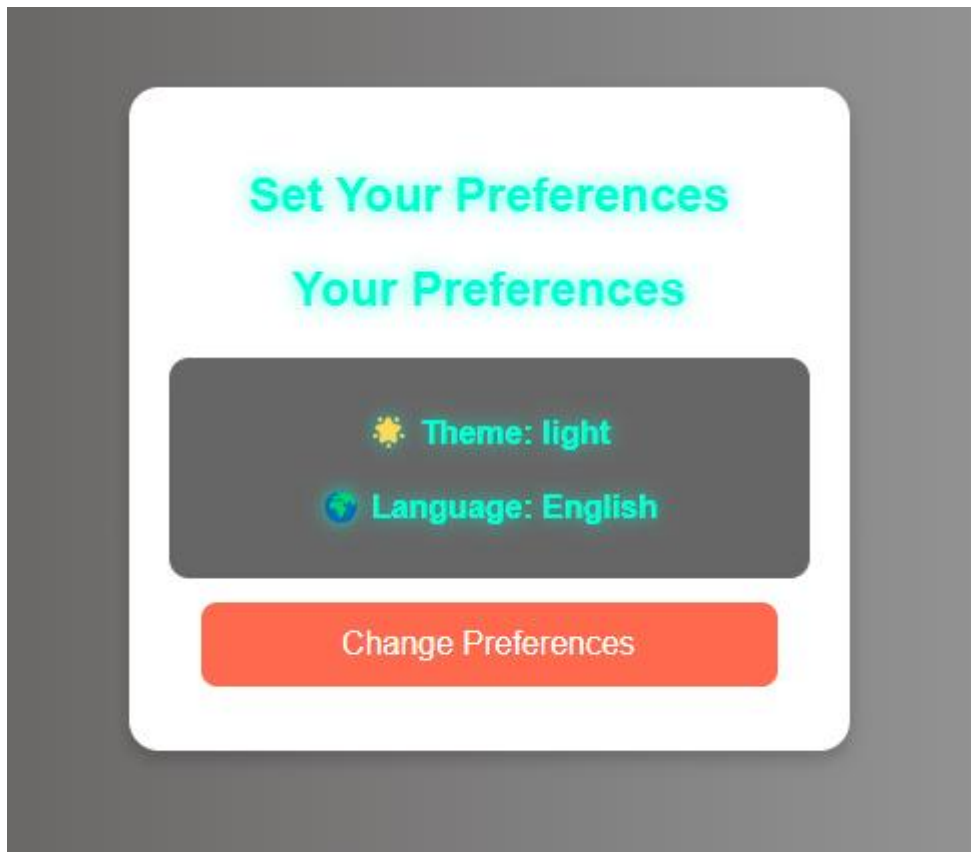 Set Your Preferences
Your Preferences
🌟 Theme: light
🌍 Language: English
Change Preferences